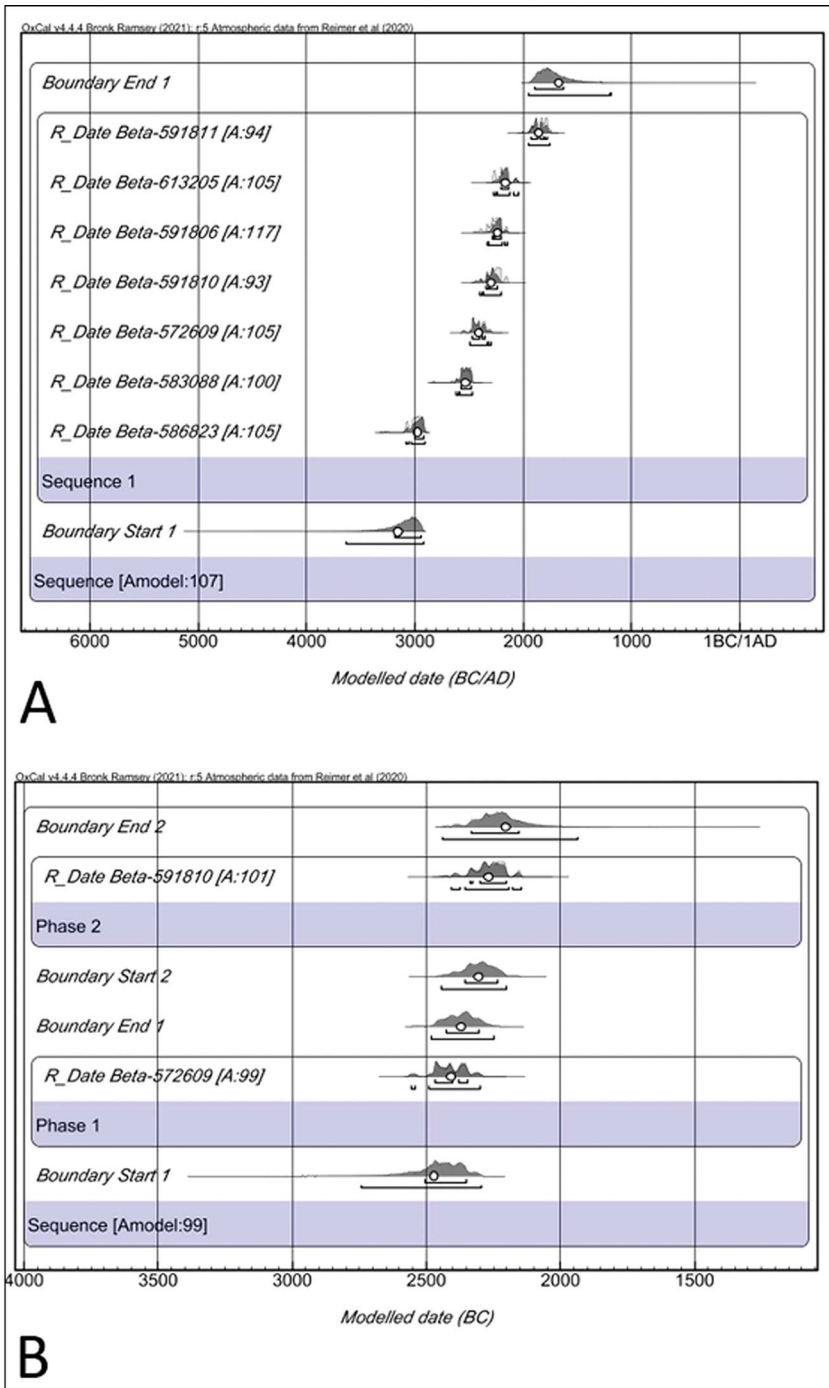 OxCal v4.4.4 Bronk Ramsey (2021); r:5 Atmospheric data from Reimer et al (2020)
Boundary End 1
R_Date Beta-591811 [A:94]
R_Date Beta-613205 [A:105]
R_Date Beta-591806 [A:117]
R_Date Beta-591810 [A:93]
R_Date Beta-572609 [A:105]
R_Date Beta-583088 [A:100]
R_Date Beta-586823 [A:105]
Sequence 1
Boundary Start 1
Sequence [Amodel:107]
6000 5000 4000 3000 2000 1000 1BC/1AD
Modelled date (BC/AD)
A
OxCal v4.4.4 Bronk Ramsey (2021); r:5 Atmospheric data from Reimer et al (2020)
Boundary End 2
R_Date Beta-591810 [A:101]
Phase 2
Boundary Start 2
Boundary End 1
R_Date Beta-572609 [A:99]
Phase 1
Boundary Start 1
Sequence [Amodel:99]
4000 3500 3000 2500 2000 1500
Modelled date (BC)
B